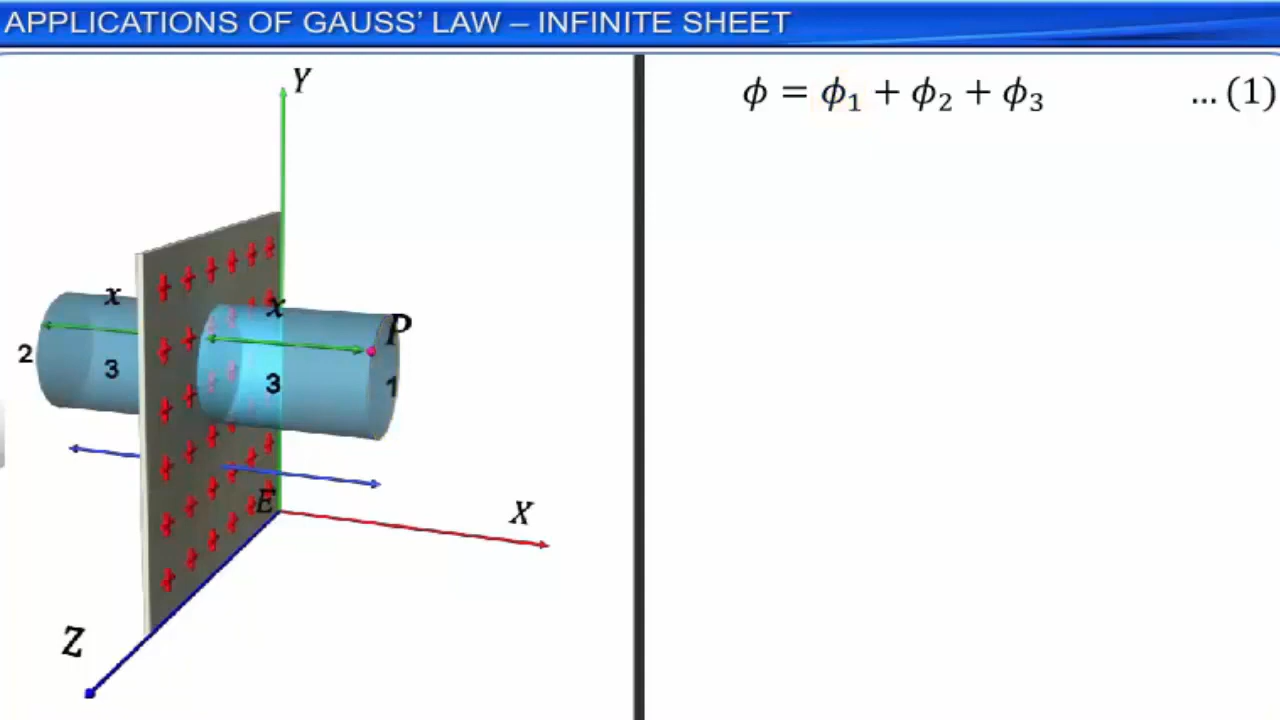 APPLICATIONS OF GAUSS’ LAW – INFINITE SHEET
Y
ϕ = ϕ₁ + ϕ₂ + ϕ₃ ... (1)
x
x
P
2
3
3
1
E
X
Z